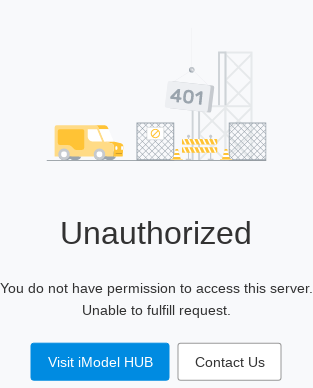 401
Unauthorized
You do not have permission to access this server.
Unable to fulfill request.
Visit iModel HUB
Contact Us